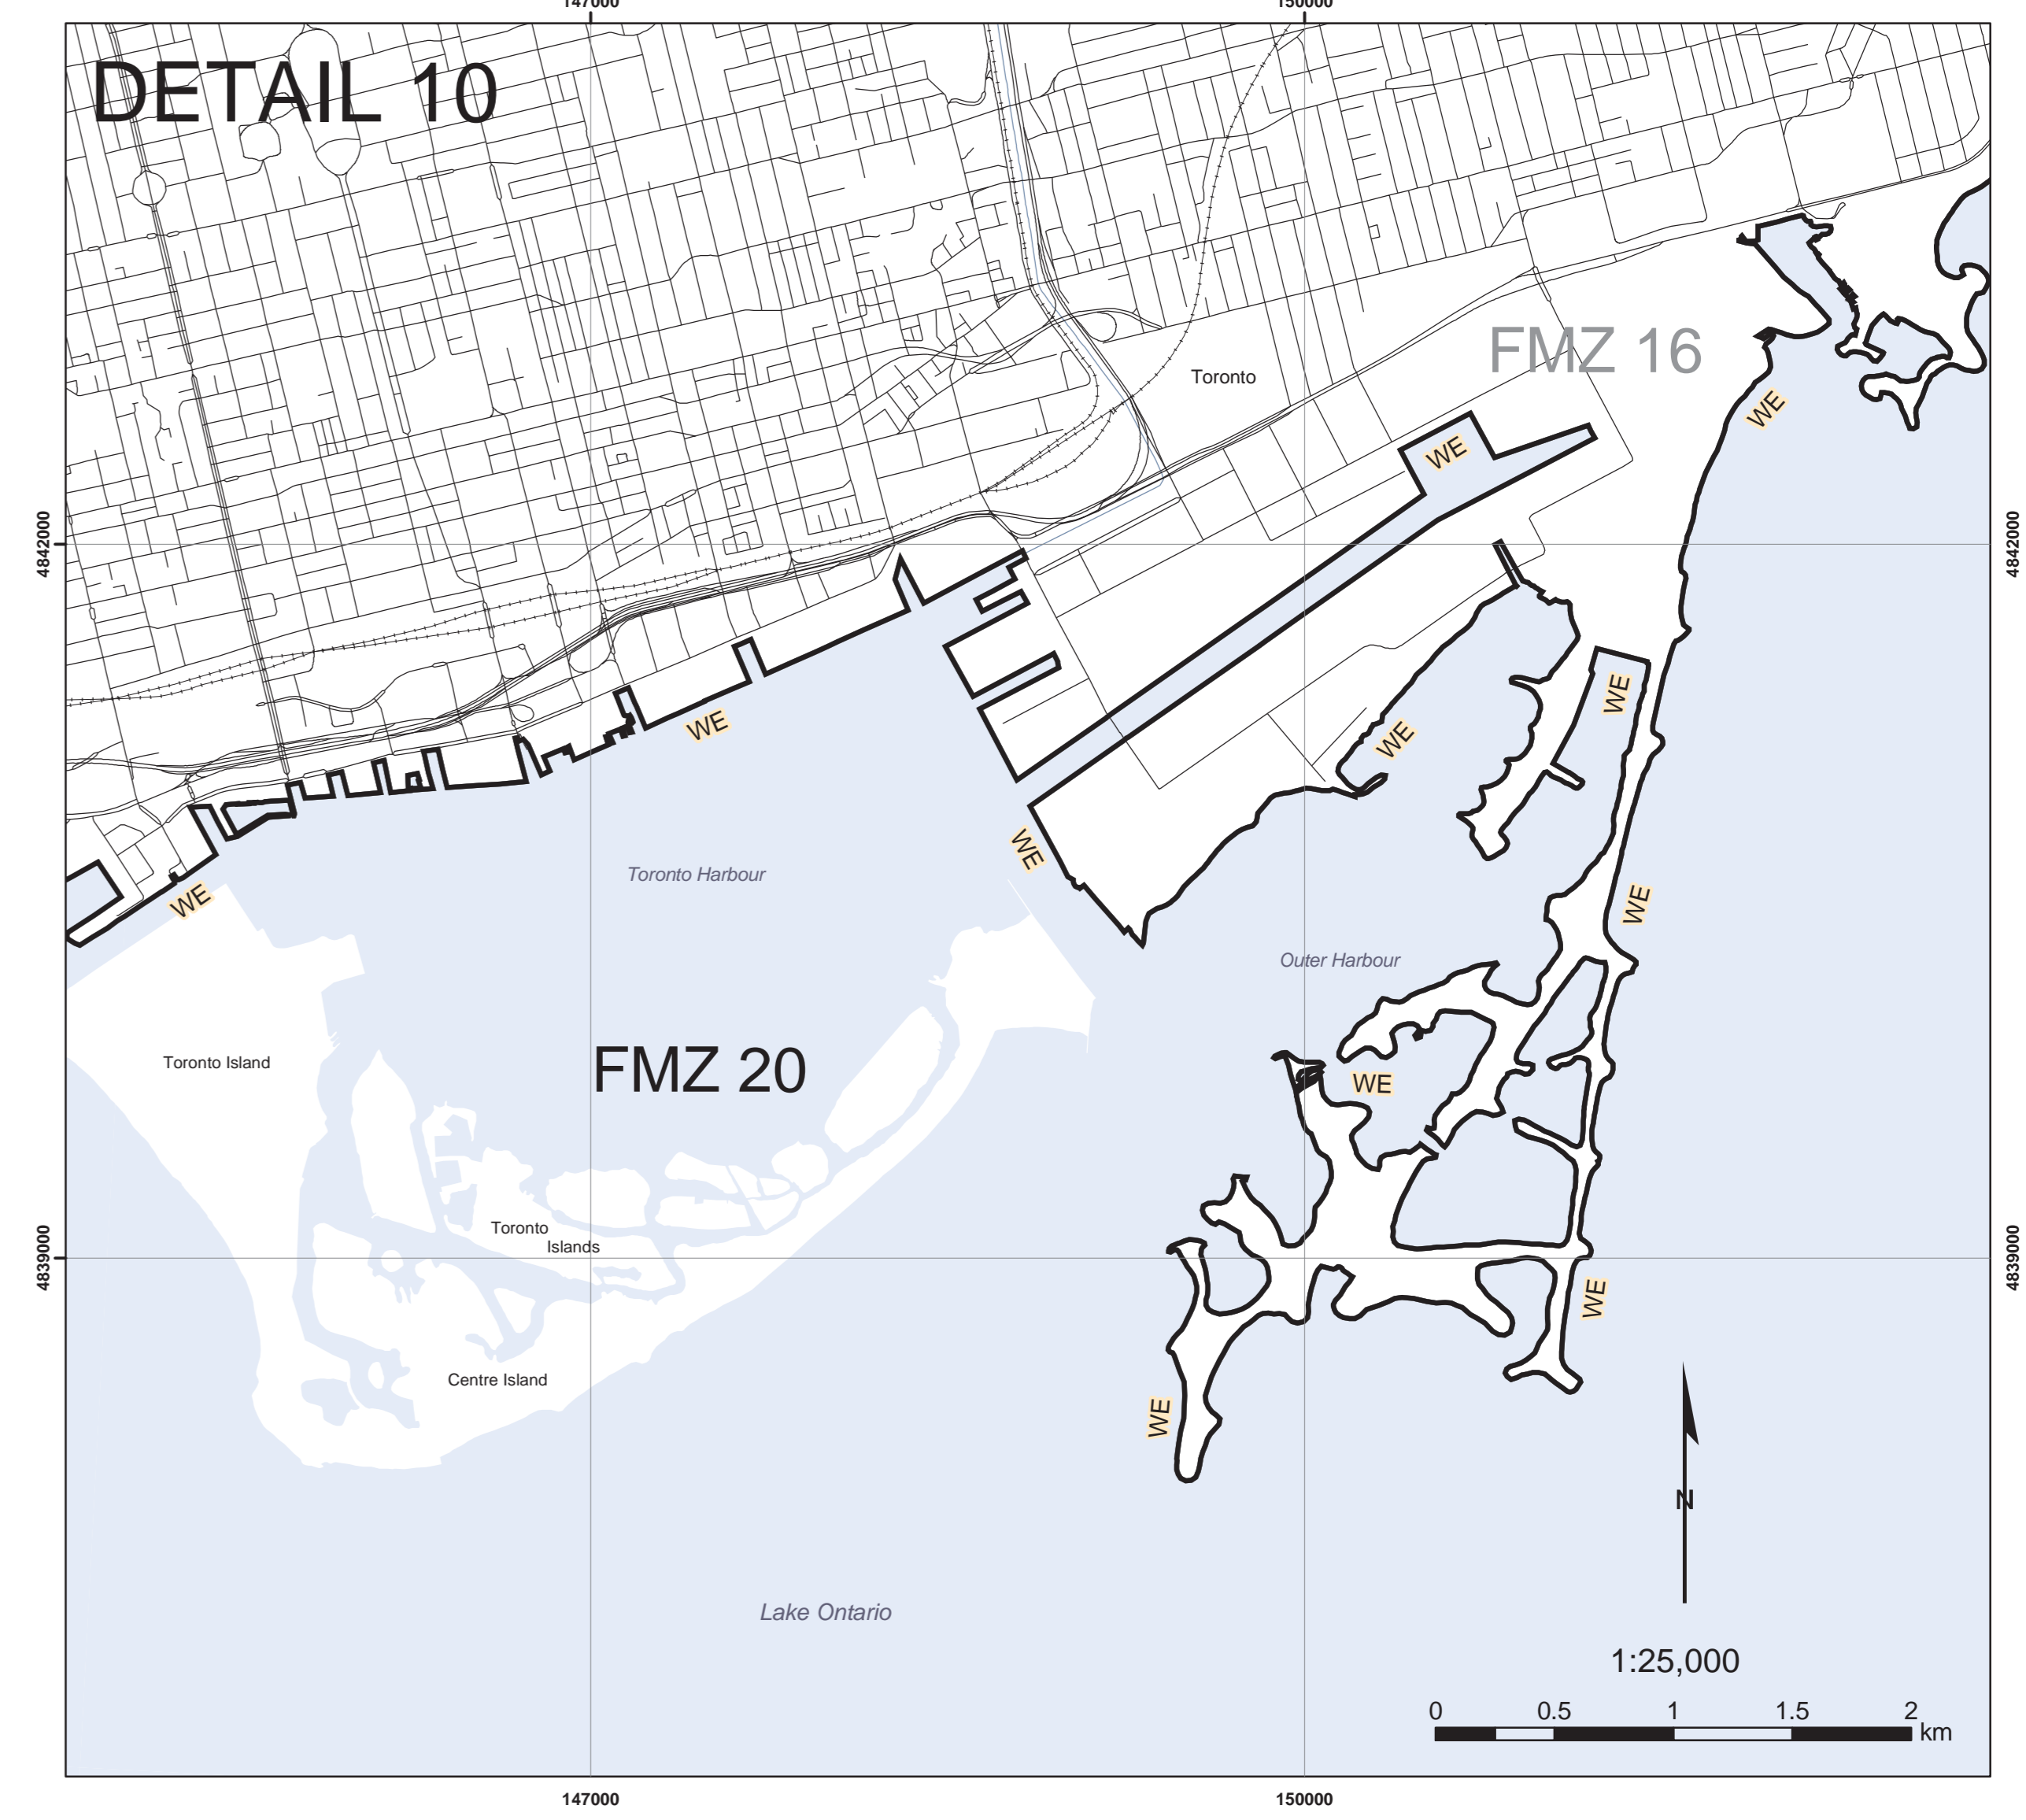 147000
150000
DETAIL 10
FMZ 16
Toronto
WE
WE
4842000
4842000
WE
WE
WE
WE
WE
WE
Toronto Harbour
WE
Outer Harbour
Toronto Island
FMZ 20
WE
Toronto
Islands
4839000
4839000
WE
Centre Island
WE
N
Lake Ontario
1:25,000
0 0.5 1 1.5 2
km
147000
150000